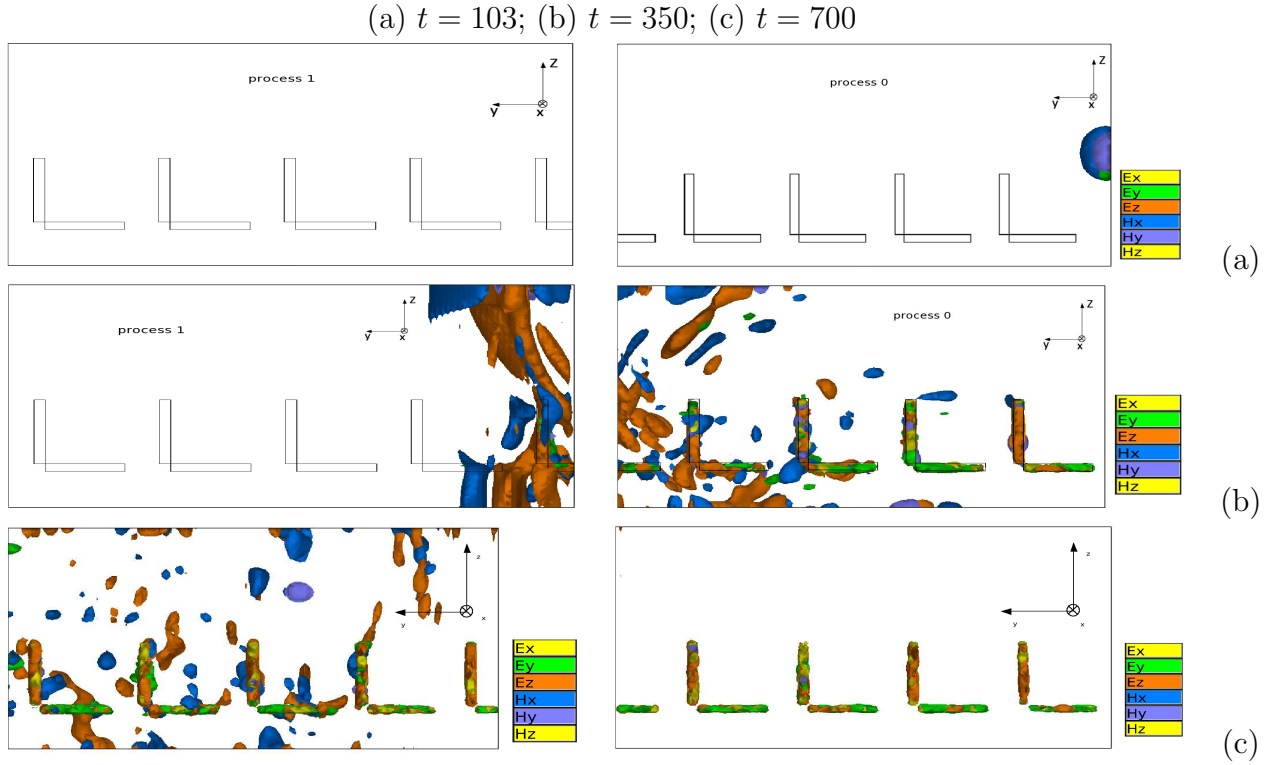 (a) t = 103; (b) t = 350; (c) t = 700
process 1
z
y
x
process 0
z
y
x
Ex
Ey
Ez
Hx
Hy
Hz
(a)
process 1
z
y
x
process 0
z
y
x
Ex
Ey
Ez
Hx
Hy
Hz
(b)
z
y
x
Ex
Ey
Ez
Hx
Hy
Hz
z
y
x
Ex
Ey
Ez
Hx
Hy
Hz
(c)